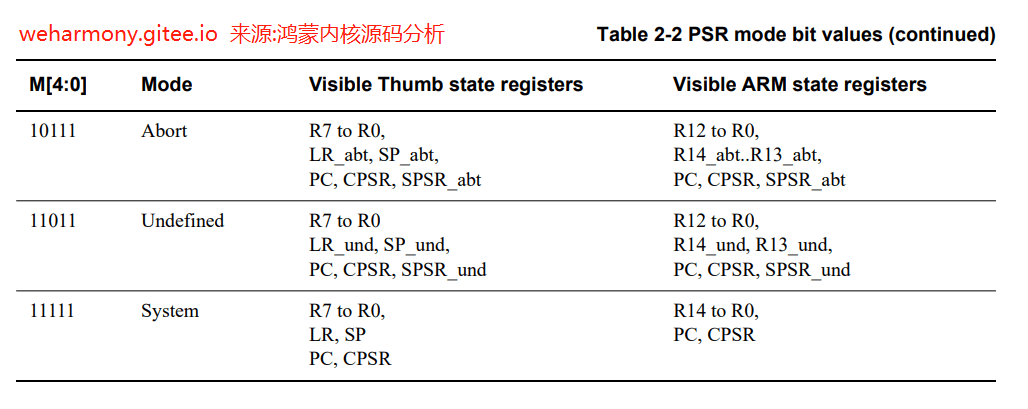 weharmony.gitee.io 来源:鸿蒙内核源码分析
Table 2-2 PSR mode bit values (continued)
M[4:0] Mode Visible Thumb state registers Visible ARM state registers
10111 Abort R7 to R0, R12 to R0,
LR_abt, SP_abt, R14_abt..R13_abt,
PC, CPSR, SPSR_abt PC, CPSR, SPSR_abt
11011 Undefined R7 to R0 R12 to R0,
LR_und, SP_und, R14_und, R13_und,
PC, CPSR, SPSR_und PC, CPSR, SPSR_und
11111 System R7 to R0, R14 to R0,
LR, SP PC, CPSR
PC, CPSR